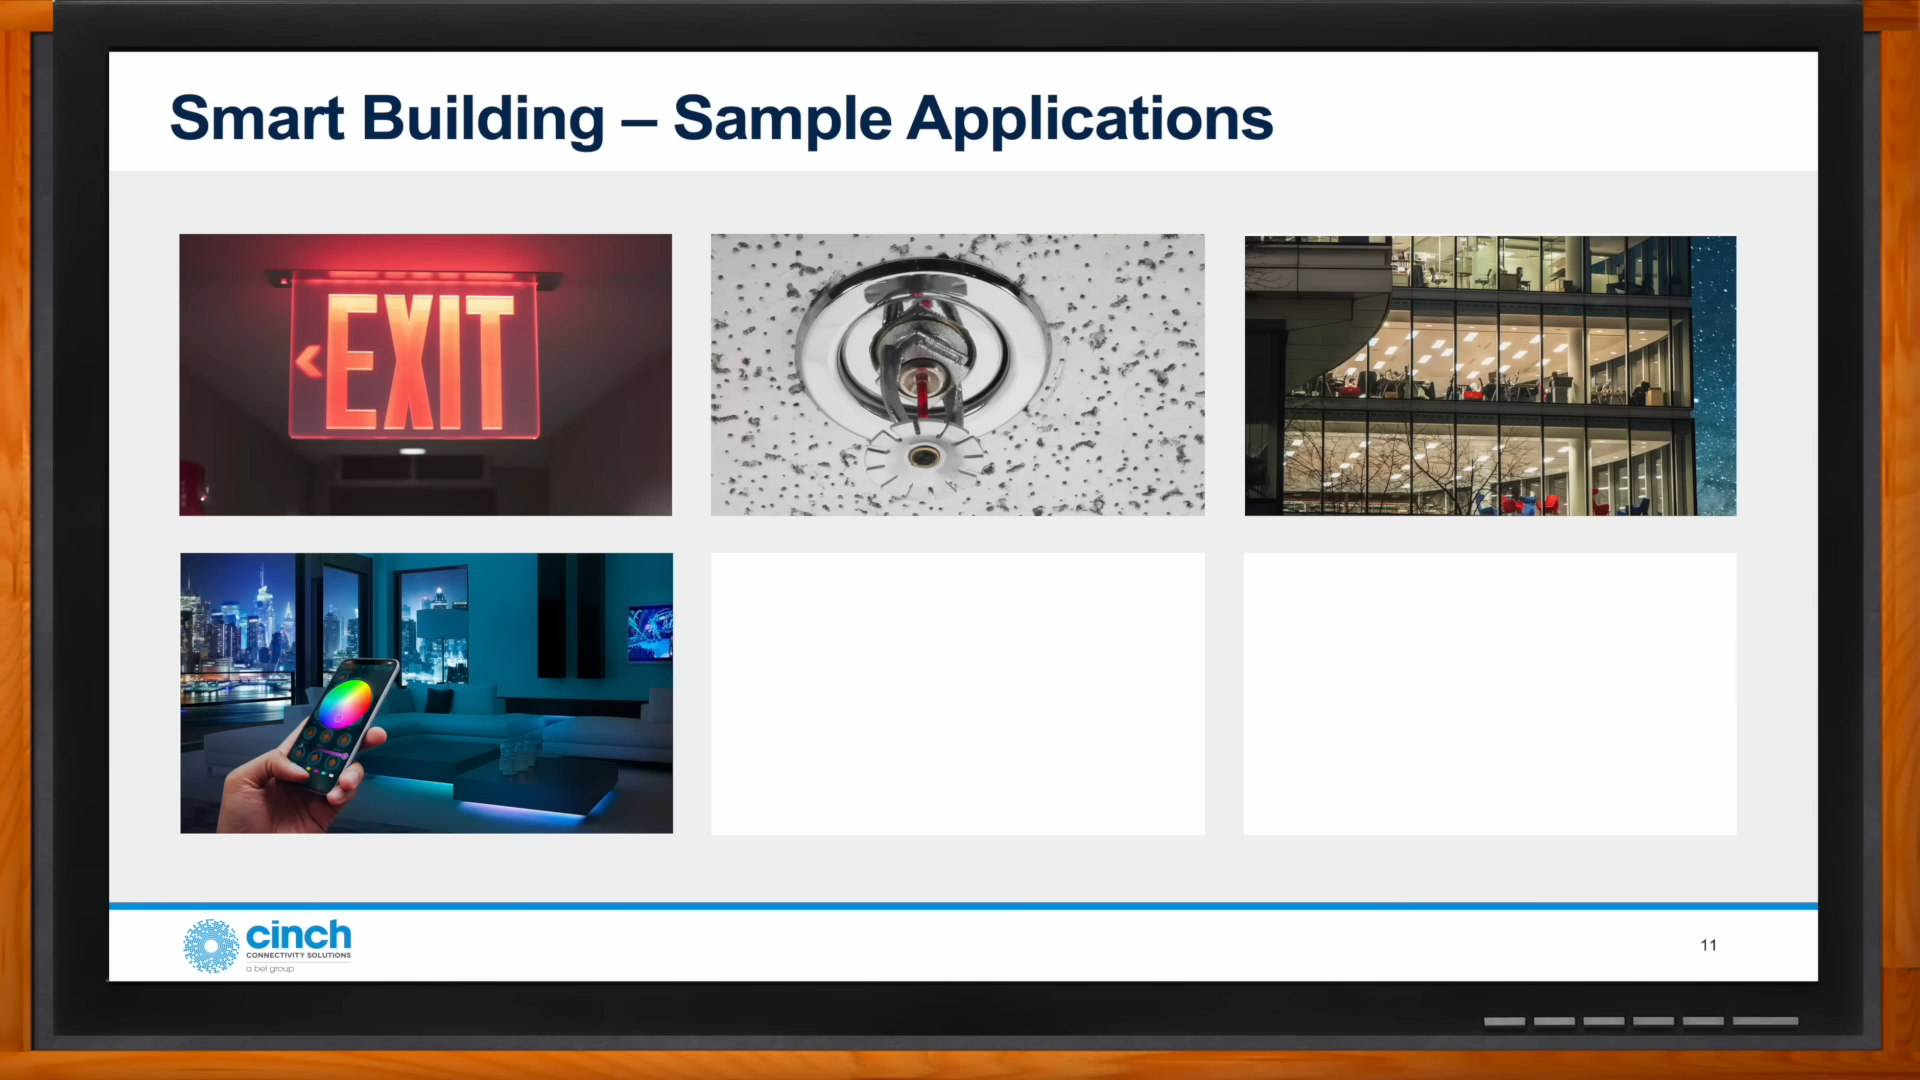 Smart Building – Sample Applications
EXIT
cinch
CONNECTIVITY SOLUTIONS
a bel group
11